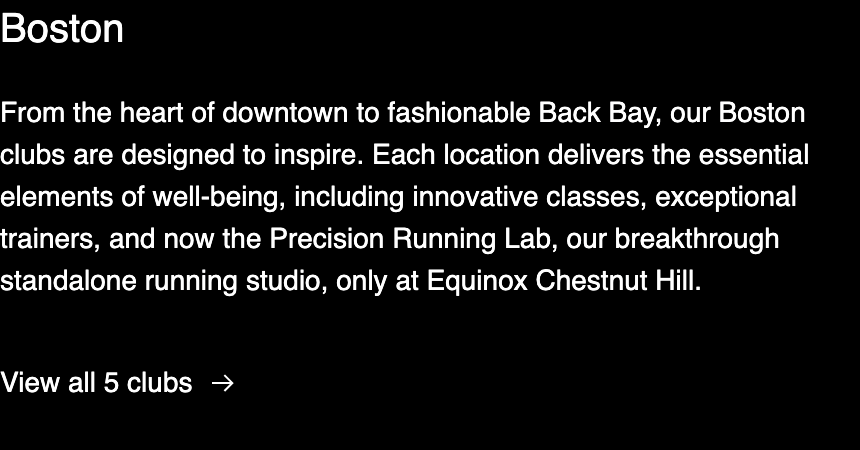 Boston
From the heart of downtown to fashionable Back Bay, our Boston
clubs are designed to inspire. Each location delivers the essential
elements of well-being, including innovative classes, exceptional
trainers, and now the Precision Running Lab, our breakthrough
standalone running studio, only at Equinox Chestnut Hill.
View all 5 clubs →